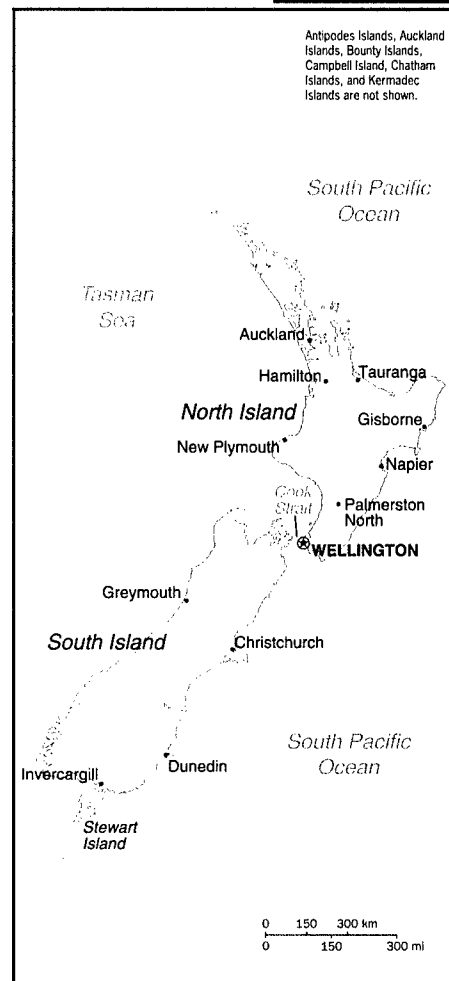 Antipodes Islands, Auckland
Islands, Bounty Islands,
Campbell Island, Chatham
Islands, and Kermadec
Islands are not shown.
South Pacific
Ocean
Tasman
Sea
Auckland
Hamilton
Tauranga
North Island
Gisborne
New Plymouth
Napier
Cook
Strait
Palmerston
North
WELLINGTON
Greymouth
South Island
Christchurch
South Pacific
Ocean
Dunedin
Invercargill
Stewart
Island
0 150 300 km
0 150 300 mi